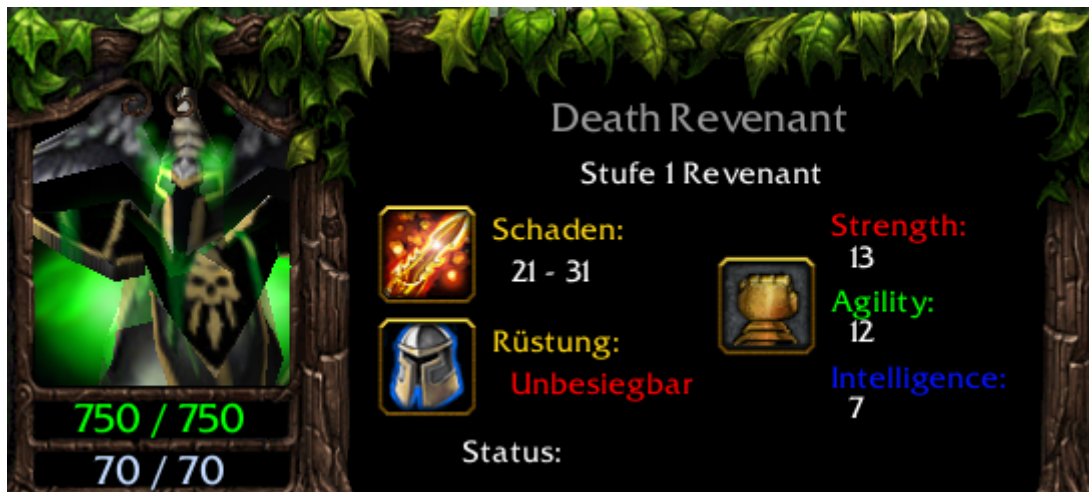 Death Revenant
Stufe 1 Revenant
Schaden:
21 - 31
Rüstung:
Unbesiegbar
Strength:
13
Agility:
12
Intelligence:
7
Status:
750 / 750
70 / 70